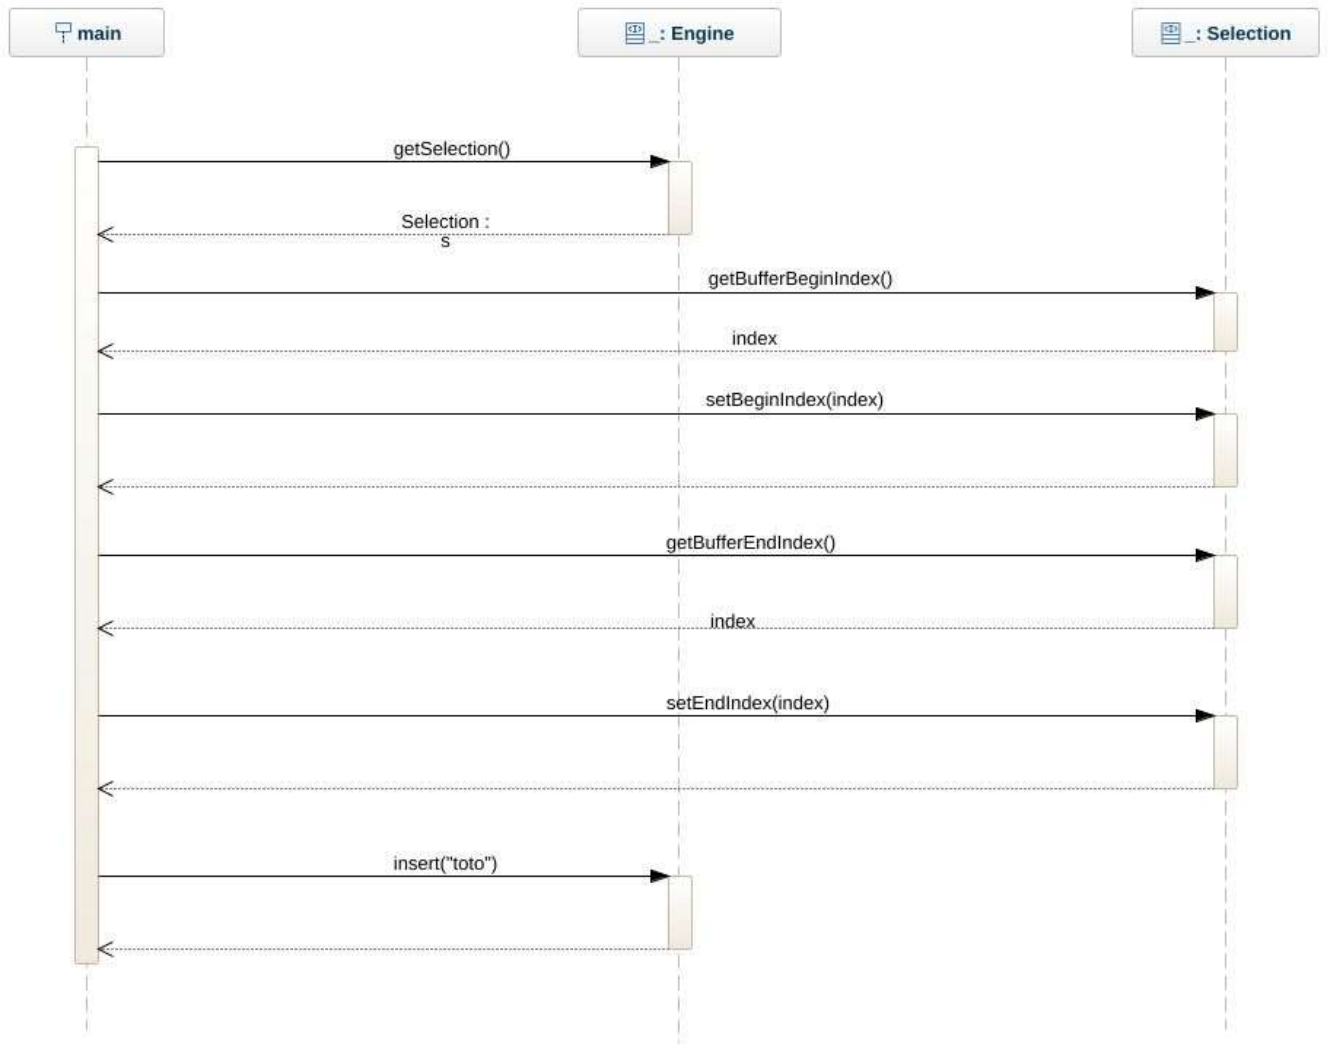 main
_: Engine
_: Selection
getSelection()
Selection :
s
getBufferBeginIndex()
index
setBeginIndex(index)
getBufferEndIndex()
index
setEndIndex(index)
insert("toto")